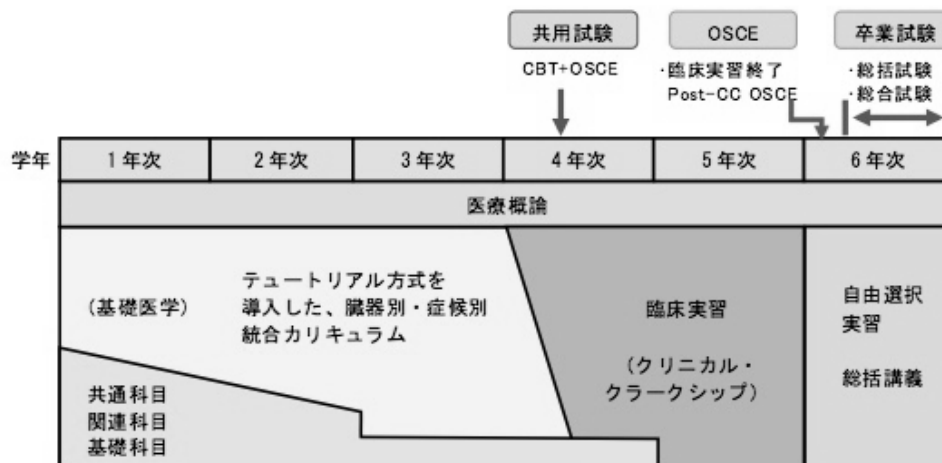 共用試験
OSCE
卒業試験
CBT+OSCE
・臨床実習終了
Post-CC OSCE
・総括試験
・総合試験
学年
1年次
2年次
3年次
4年次
5年次
6年次
医療概論
(基礎医学)
テュートリアル方式を
導入した、臓器別・症候別
統合カリキュラム
臨床実習
(クリニカル・
クラークシップ)
自由選択
実習
総括講義
共通科目
関連科目
基礎科目